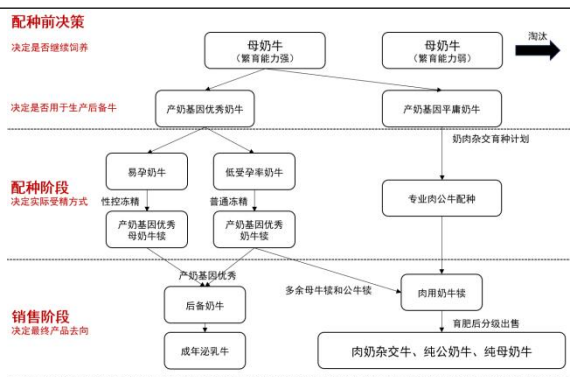 配种前决策
决定是否继续饲养
母奶牛
（繁育能力强）
母奶牛
（繁育能力弱）
淘汰
决定是否用于生产后备牛
产奶基因优秀奶牛
产奶基因平庸奶牛
奶肉杂交育种计划
易孕奶牛
低受孕率奶牛
配种阶段
决定实际受精方式
性控冻精
普通冻精
专业肉公牛配种
产奶基因优秀
母奶牛犊
产奶基因优秀
奶牛犊
产奶基因优秀
多余母牛犊和公牛犊
后备奶牛
肉用奶牛犊
销售阶段
决定最终产品去向
育肥后分级出售
成年泌乳牛
肉奶杂交牛、纯公奶牛、纯母奶牛